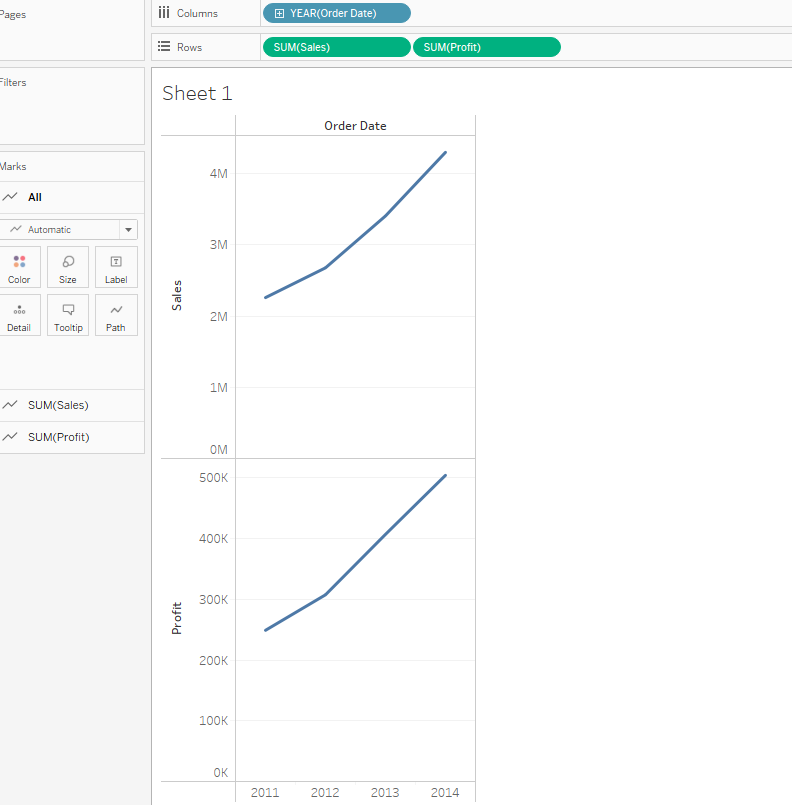 Pages
Columns
YEAR(Order Date)
Rows
SUM(Sales)
SUM(Profit)
Filters
Marks
All
Automatic
Color
Size
Label
Detail
Tooltip
Path
SUM(Sales)
SUM(Profit)
Sheet 1
Order Date
Sales
4M
3M
2M
1M
0M
Profit
500K
400K
300K
200K
100K
0K
2011 2012 2013 2014